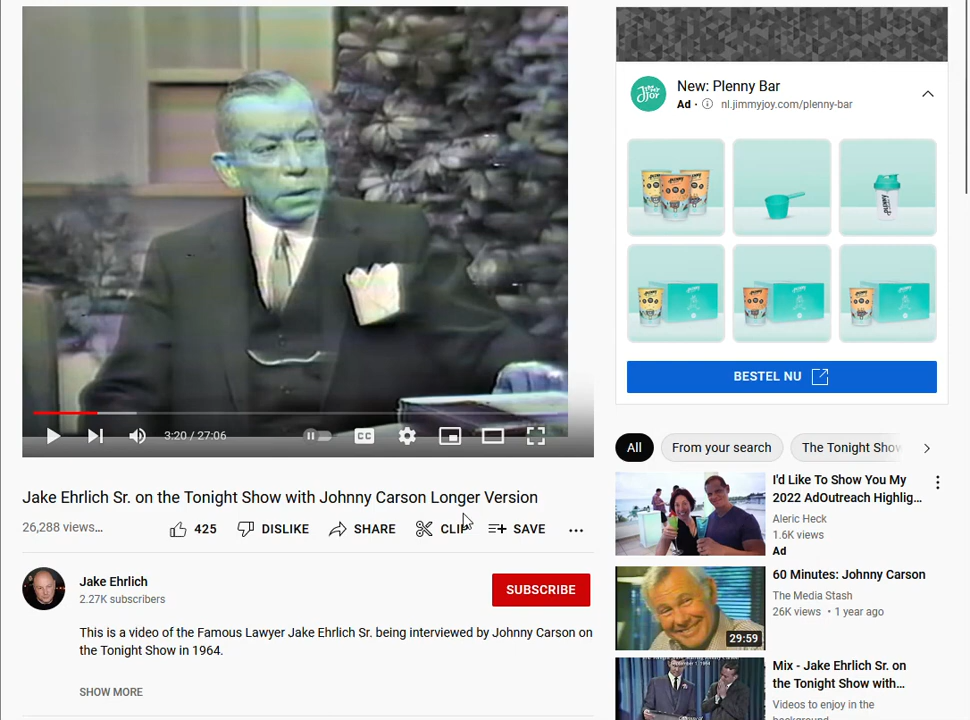 New: Plenny Bar
Ad · nl.jimmyjoy.com/plenny-bar
BESTEL NU
3:20 / 27:06
CC
Jake Ehrlich Sr. on the Tonight Show with Johnny Carson Longer Version
26,288 views...
425
DISLIKE
SHARE
CLIP
SAVE
Jake Ehrlich
2.27K subscribers
SUBSCRIBE
This is a video of the Famous Lawyer Jake Ehrlich Sr. being interviewed by Johnny Carson on
the Tonight Show in 1964.
SHOW MORE
All
From your search
The Tonight Show
I'd Like To Show You My
2022 AdOutreach Highlig...
Aleric Heck
1.6K views
Ad
60 Minutes: Johnny Carson
The Media Stash
26K views • 1 year ago
29:59
Mix - Jake Ehrlich Sr. on
the Tonight Show with...
Videos to enjoy in the
background